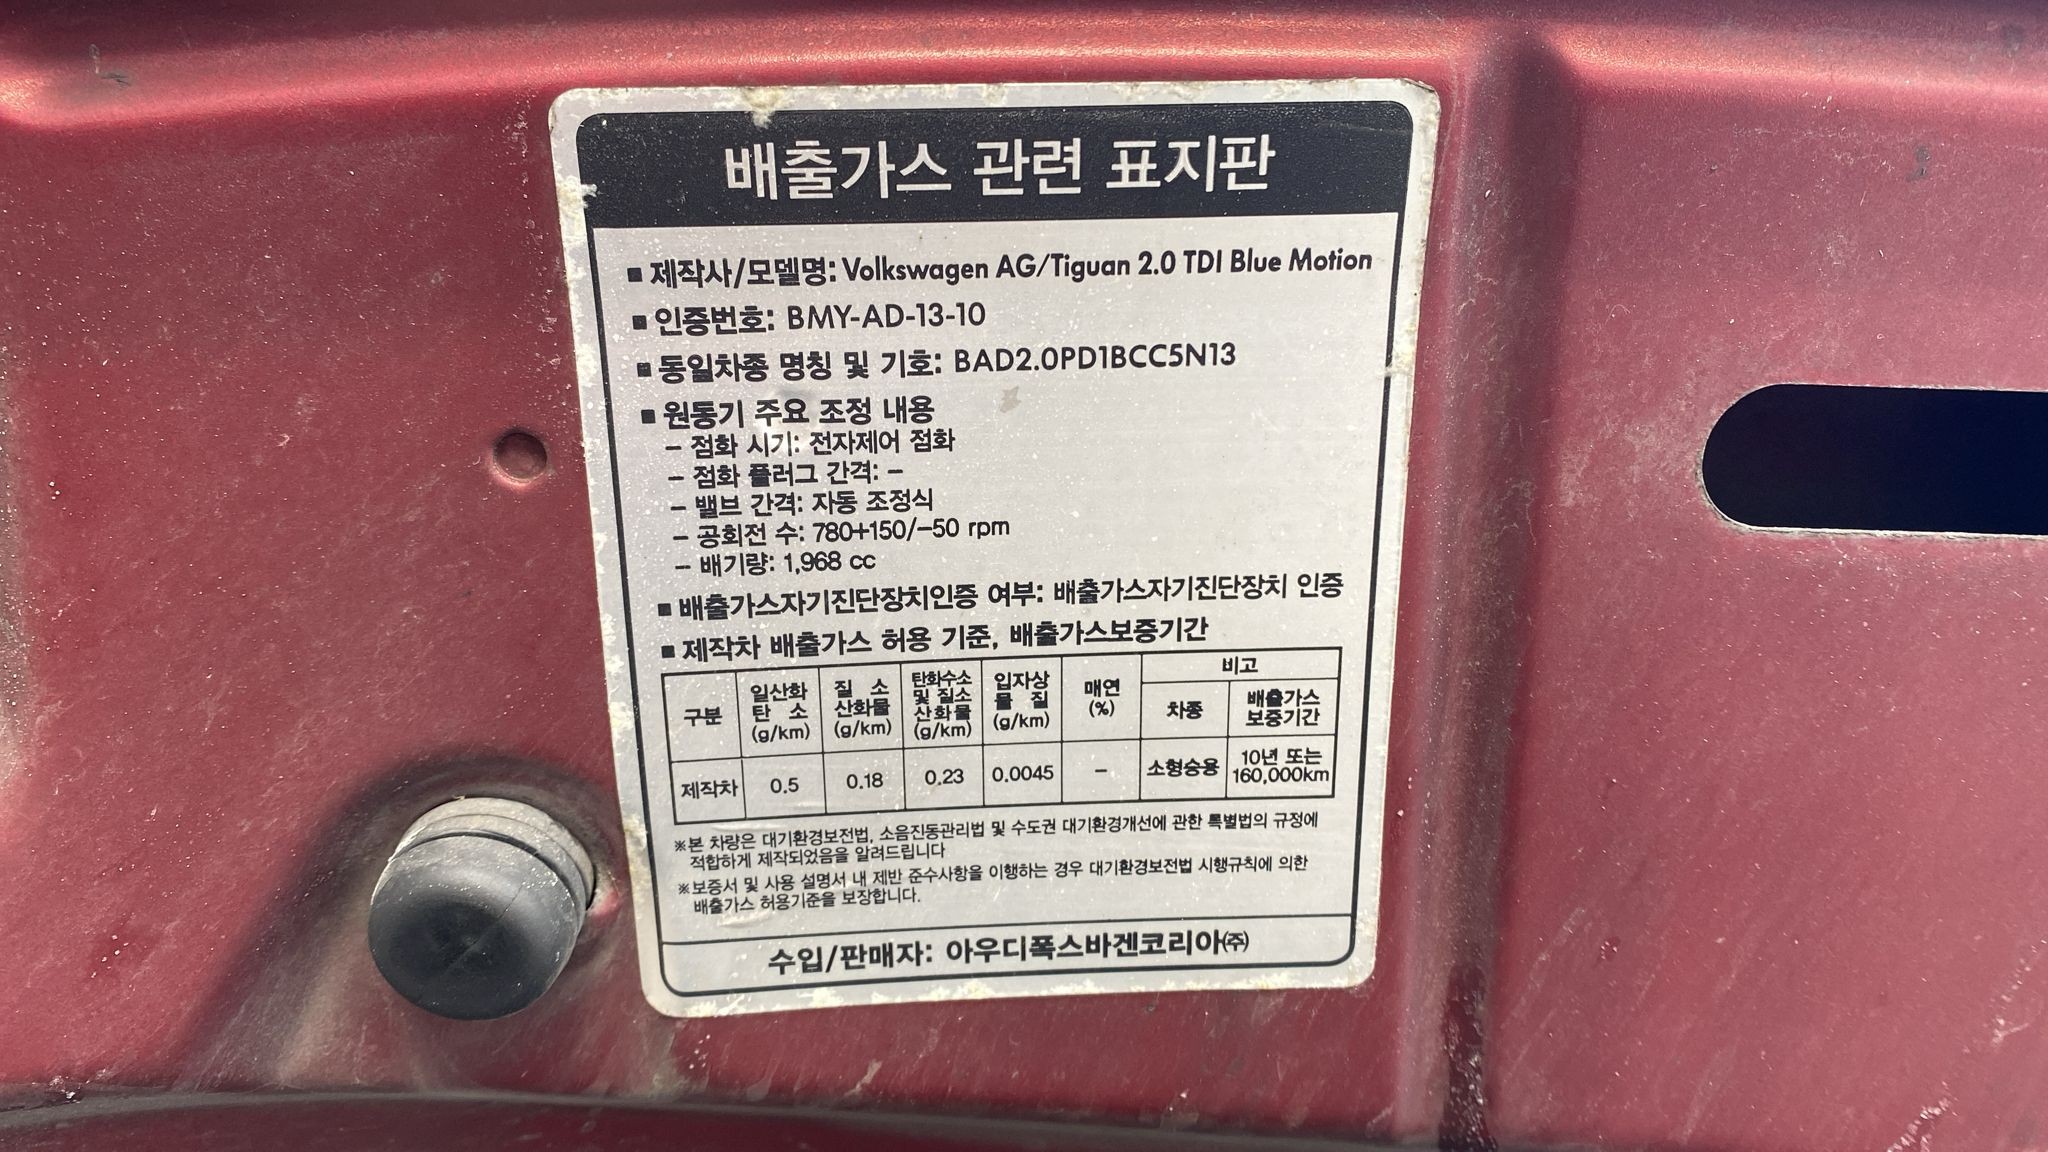 배출가스 관련 표지판
■ 제작사/모델명: Volkswagen AG/Tiguan 2.0 TDI Blue Motion
■ 인증번호: BMY-AD-13-10
■ 동일차종 명칭 및 기호: BAD2.0PD1BCC5N13
■ 원동기 주요 조정 내용
– 점화 시기: 전자제어 점화
– 점화 플러그 간격: –
– 밸브 간격: 자동 조정식
– 공회전 수: 780+150/-50 rpm
– 배기량: 1,968 cc
■ 배출가스자기진단장치인증 여부: 배출가스자기진단장치 인증
■ 제작차 배출가스 허용 기준, 배출가스보증기간
구분 일산화탄소 (g/km) 질소산화물 (g/km) 탄화수소 및 질소산화물 (g/km) 입자상물질 (g/km) 매연 (%) 비고
차종 배출가스 보증기간
제작차 0.5 0.18 0.23 0.0045 – 소형승용 10년 또는 160,000km
※본 차량은 대기환경보전법, 소음진동관리법 및 수도권 대기환경개선에 관한 특별법의 규정에
적합하게 제작되었음을 알려드립니다
※보증서 및 사용 설명서 내 제반 준수사항을 이행하는 경우 대기환경보전법 시행규칙에 의한
배출가스 허용기준을 보장합니다.
수입/판매자: 아우디폭스바겐코리아㈜